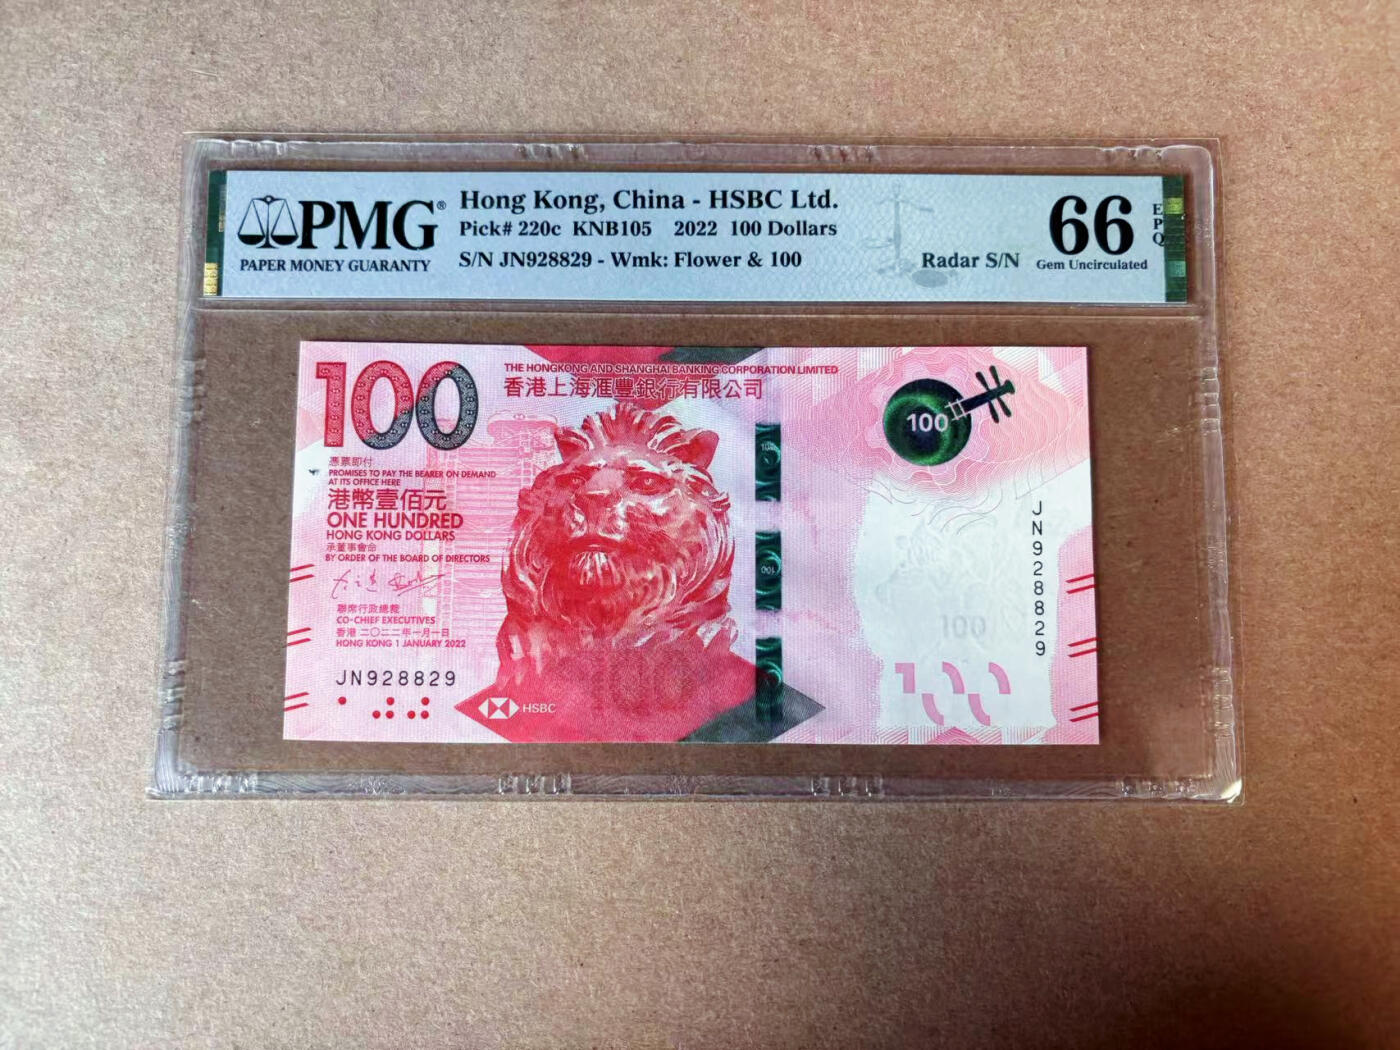 PMG®
PAPER MONEY GUARANTY
Hong Kong, China - HSBC Ltd.
Pick# 220c KNB105 2022 100 Dollars
S/N JN928829 - Wmk: Flower & 100
Radar S/N
66
Gem Uncirculated
EPQ
100
THE HONGKONG AND SHANGHAI BANKING CORPORATION LIMITED
香港上海滙豐銀行有限公司
憑票即付
PROMISES TO PAY THE BEARER ON DEMAND
AT ITS OFFICE HERE
港幣壹佰元
ONE HUNDRED
HONG KONG DOLLARS
承董事會命
BY ORDER OF THE BOARD OF DIRECTORS
聯席行政總裁
CO-CHIEF EXECUTIVES
香港 二〇二二年一月一日
HONG KONG 1 JANUARY 2022
JN928829
HSBC
100
100
100
100
JN928829
100
100